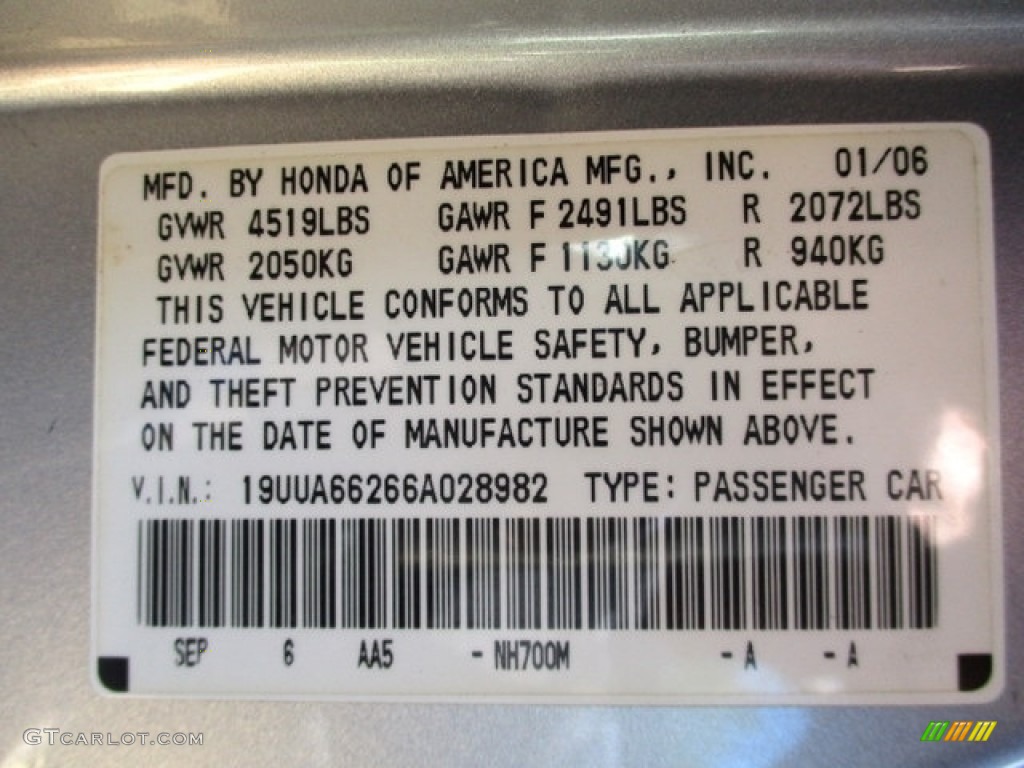 MFD. BY HONDA OF AMERICA MFG., INC. 01/06
GVWR 4519LBS GAWR F 2491LBS R 2072LBS
GVWR 2050KG GAWR F 1130KG R 940KG
THIS VEHICLE CONFORMS TO ALL APPLICABLE
FEDERAL MOTOR VEHICLE SAFETY, BUMPER,
AND THEFT PREVENTION STANDARDS IN EFFECT
ON THE DATE OF MANUFACTURE SHOWN ABOVE.
V.I.N.: 19UUA66266A028982 TYPE: PASSENGER CAR
SEP 6 AA5 - NH700M - A - A
GTCARLOT.COM